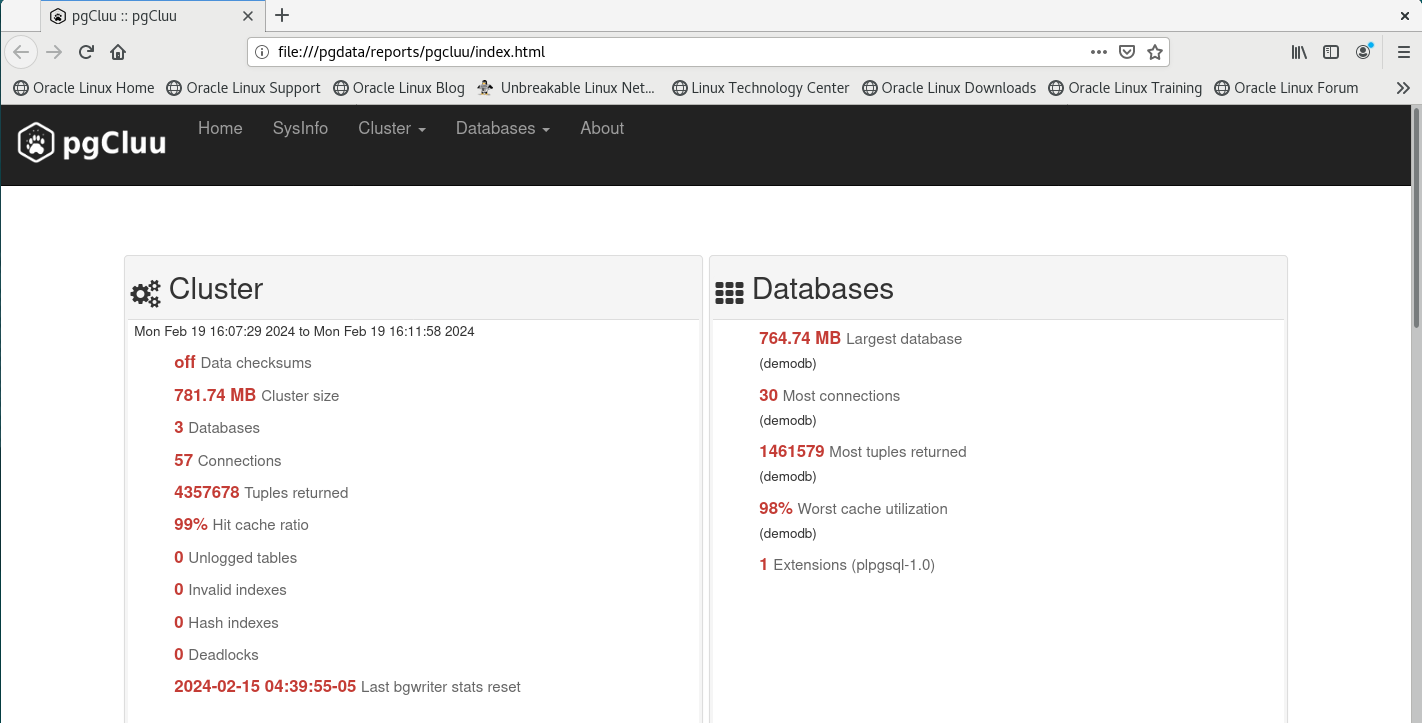 pgCluu :: pgCluu
file:///pgdata/reports/pgcluu/index.html
Oracle Linux Home Oracle Linux Support Oracle Linux Blog Unbreakable Linux Net... Linux Technology Center Oracle Linux Downloads Oracle Linux Training Oracle Linux Forum
pgCluu Home SysInfo Cluster Databases About
Cluster
Mon Feb 19 16:07:29 2024 to Mon Feb 19 16:11:58 2024
off Data checksums
781.74 MB Cluster size
3 Databases
57 Connections
4357678 Tuples returned
99% Hit cache ratio
0 Unlogged tables
0 Invalid indexes
0 Hash indexes
0 Deadlocks
2024-02-15 04:39:55-05 Last bgwriter stats reset
Databases
764.74 MB Largest database
(demodb)
30 Most connections
(demodb)
1461579 Most tuples returned
(demodb)
98% Worst cache utilization
(demodb)
1 Extensions (plpgsql-1.0)